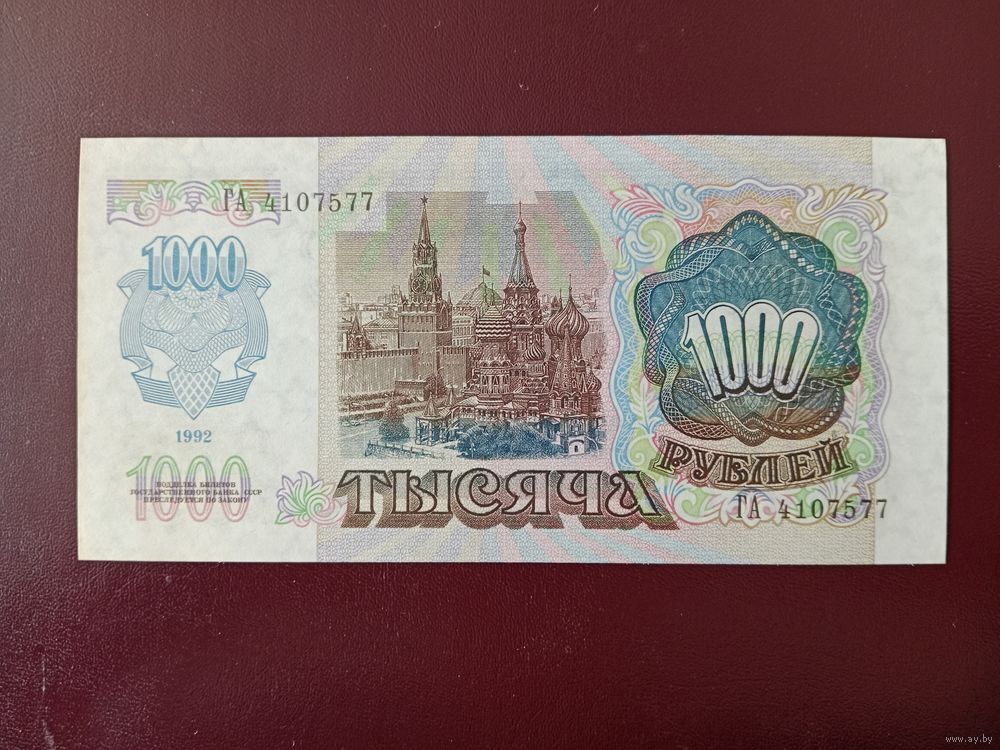 ГА 4107577
1000
1992
1000
ПОДДЕЛКА БИЛЕТОВ
ГОСУДАРСТВЕННОГО БАНКА СССР
ПРЕСЛЕДУЕТСЯ ПО ЗАКОНУ
ТЫСЯЧА
1000
РУБЛЕЙ
ГА 4107577
www.ay.by